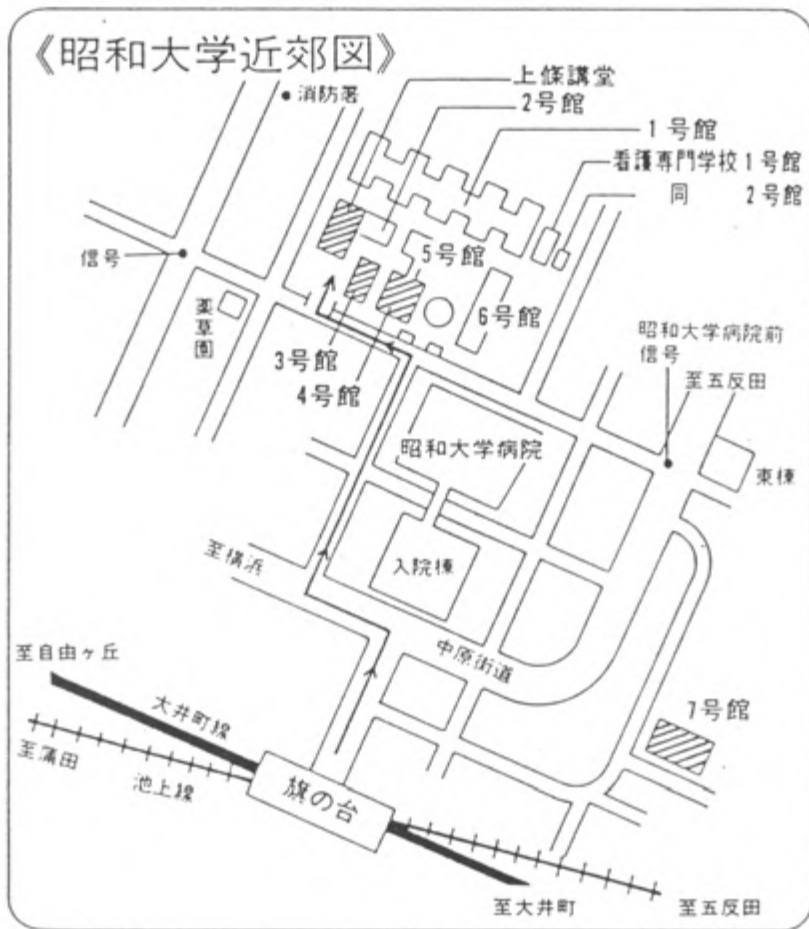 《昭和大学近郊図》
上條講堂
消防署
2号館
1号館
看護専門学校1号館
同 2号館
信号
5号館
6号館
薬草園
昭和大学病院前
信号
3号館
至五反田
4号館
昭和大学病院
東棟
至横浜
入院棟
中原街道
至自由ヶ丘
大井町線
7号館
至蒲田
池上線
旗の台
至大井町
至五反田